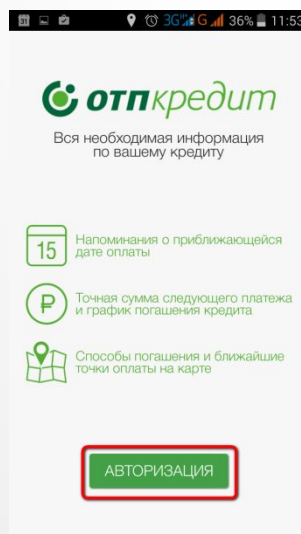 31 3G G 36% 11:53
отпкредит
Вся необходимая информация
по вашему кредиту
15
Напоминания о приближающейся
дате оплаты
₽
Точная сумма следующего платежа
и график погашения кредита
Способы погашения и ближайшие
точки оплаты на карте
АВТОРИЗАЦИЯ